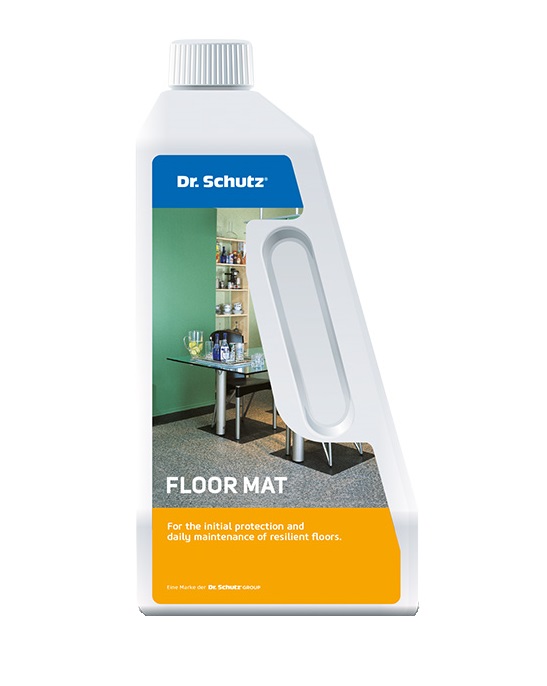 Dr. Schutz®
FLOOR MAT
For the initial protection and
daily maintenance of resilient floors.
Eine Marke der Dr. Schutz GROUP